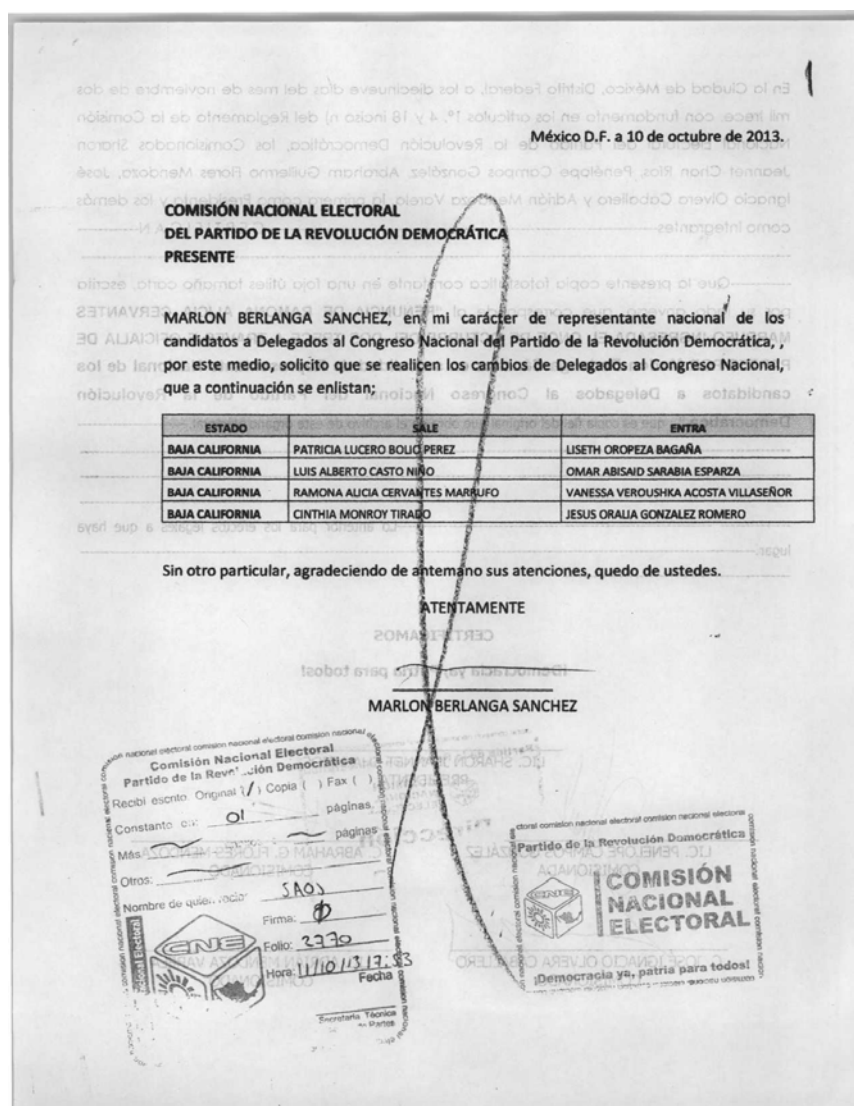 1
México D.F. a 10 de octubre de 2013.
COMISIÓN NACIONAL ELECTORAL
DEL PARTIDO DE LA REVOLUCIÓN DEMOCRÁTICA
PRESENTE
MARLON BERLANGA SANCHEZ, en mi carácter de representante nacional de los
candidatos a Delegados al Congreso Nacional del Partido de la Revolución Democrática, ,
por este medio, solicito que se realicen los cambios de Delegados al Congreso Nacional,
que a continuación se enlistan;
ESTADO SALE ENTRA
BAJA CALIFORNIA PATRICIA LUCERO BOLIO PEREZ LISETH OROPEZA BAGAÑA
BAJA CALIFORNIA LUIS ALBERTO CASTO NIÑO OMAR ABISAID SARABIA ESPARZA
BAJA CALIFORNIA RAMONA ALICIA CERVANTES MARRUFO VANESSA VEROUSHKA ACOSTA VILLASEÑOR
BAJA CALIFORNIA CINTHIA MONROY TIRADO JESUS ORALIA GONZALEZ ROMERO
Sin otro particular, agradeciendo de antemano sus atenciones, quedo de ustedes.
ATENTAMENTE
MARLON BERLANGA SANCHEZ
Comisión Nacional Electoral
Partido de la Revolución Democrática
Recibí escrito. Original (/) Copia ( ) Fax ( )
Constante en: 01 páginas.
Más páginas
Otros:
Nombre de quien
Firma:
CNE
Folio: 2770
Hora: 11/10/13 17:53
Fecha
Secretaría Técnica
Partido de la Revolución Democrática
CNE
COMISIÓN
NACIONAL
ELECTORAL
¡Democracia ya, patria para todos!